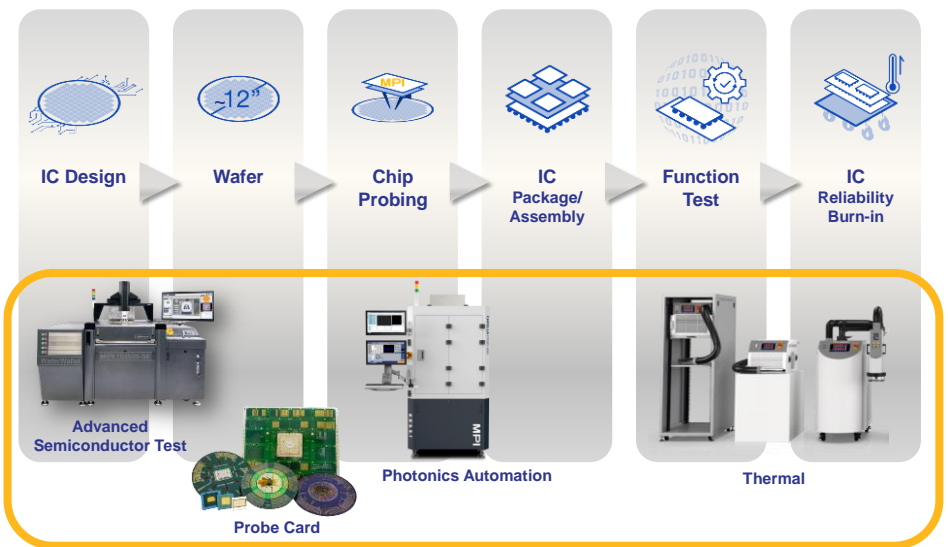 MPI
~12”
IC Design
Wafer
Chip
Probing
IC
Package/
Assembly
Function
Test
IC
Reliability
Burn-in
Advanced
Semiconductor Test
MPI
Photonics Automation
Thermal
Probe Card